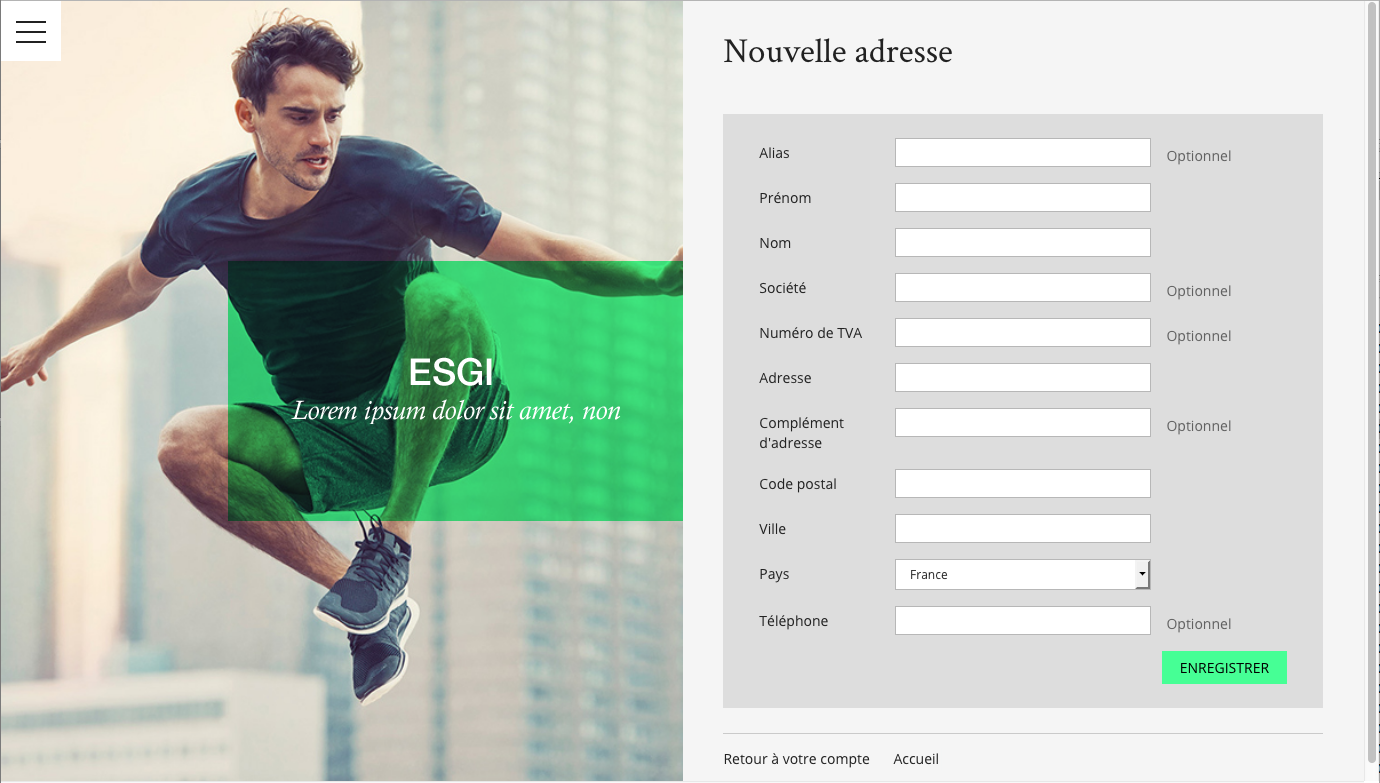 ESGI
Lorem ipsum dolor sit amet, non
Nouvelle adresse
Alias
Optionnel
Prénom
Nom
Société
Optionnel
Numéro de TVA
Optionnel
Adresse
Complément
d'adresse
Optionnel
Code postal
Ville
Pays
France
Téléphone
Optionnel
ENREGISTRER
Retour à votre compte
Accueil